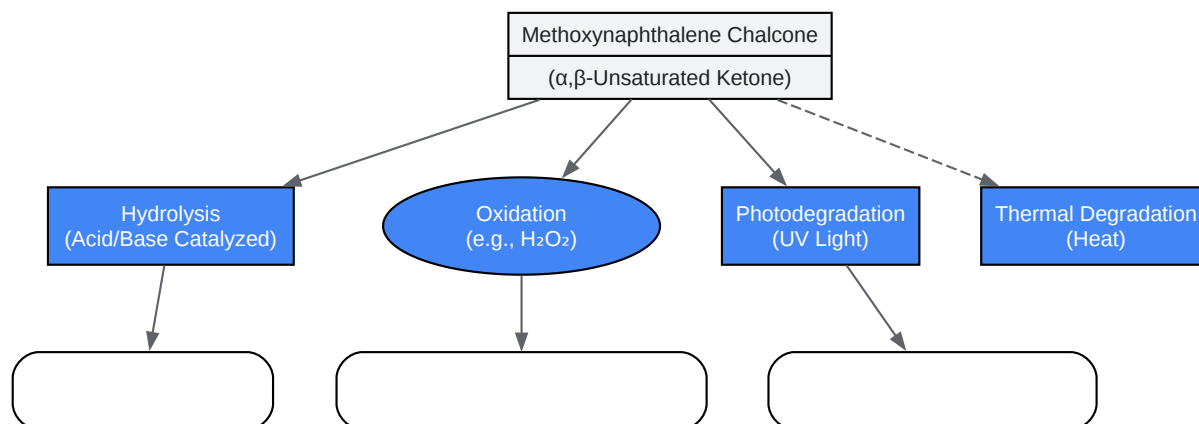 Methoxynaphthalene Chalcone
(α,β-Unsaturated Ketone)
Hydrolysis
(Acid/Base Catalyzed)
Oxidation
(e.g., H₂O₂)
Photodegradation
(UV Light)
Thermal Degradation
(Heat)